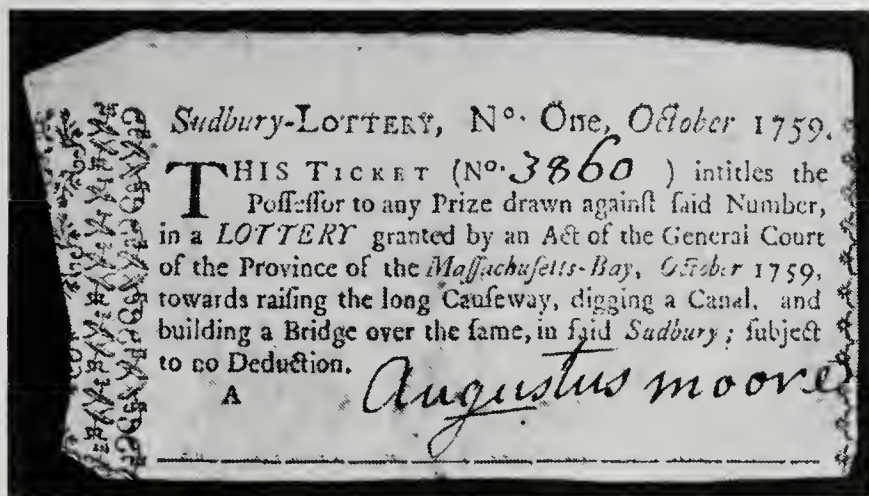 Sudbury-LOTTERY, No. One, October 1759.
THIS TICKET (No. 3860 ) intitles the
Poſſeſſor to any Prize drawn againſt ſaid Number,
in a LOTTERY granted by an Act of the General Court
of the Province of the Maſſachuſetts-Bay, October 1759,
towards raiſing the long Cauſeway, digging a Canal, and
building a Bridge over the ſame, in ſaid Sudbury; ſubject
to no Deduction.
A Augustus moore